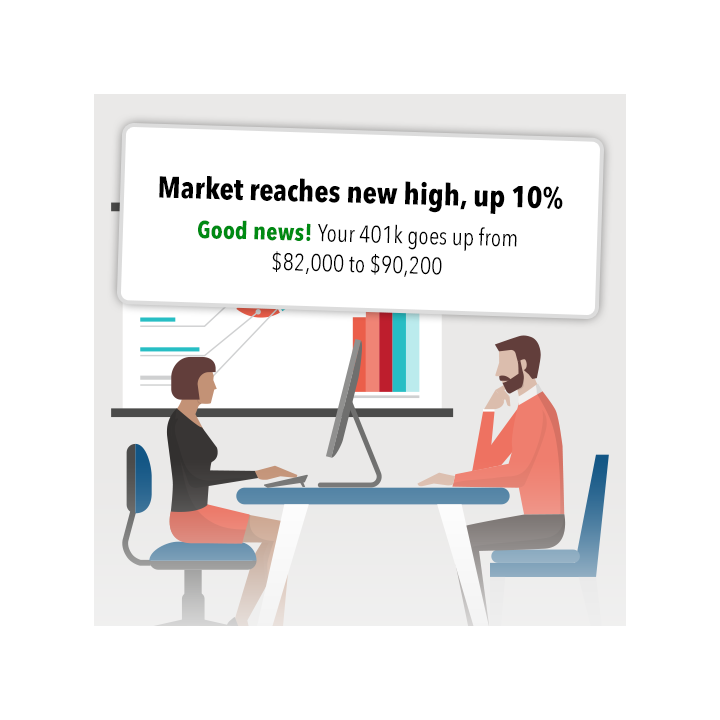 Market reaches new high, up 10%
Good news! Your 401k goes up from
$82,000 to $90,200